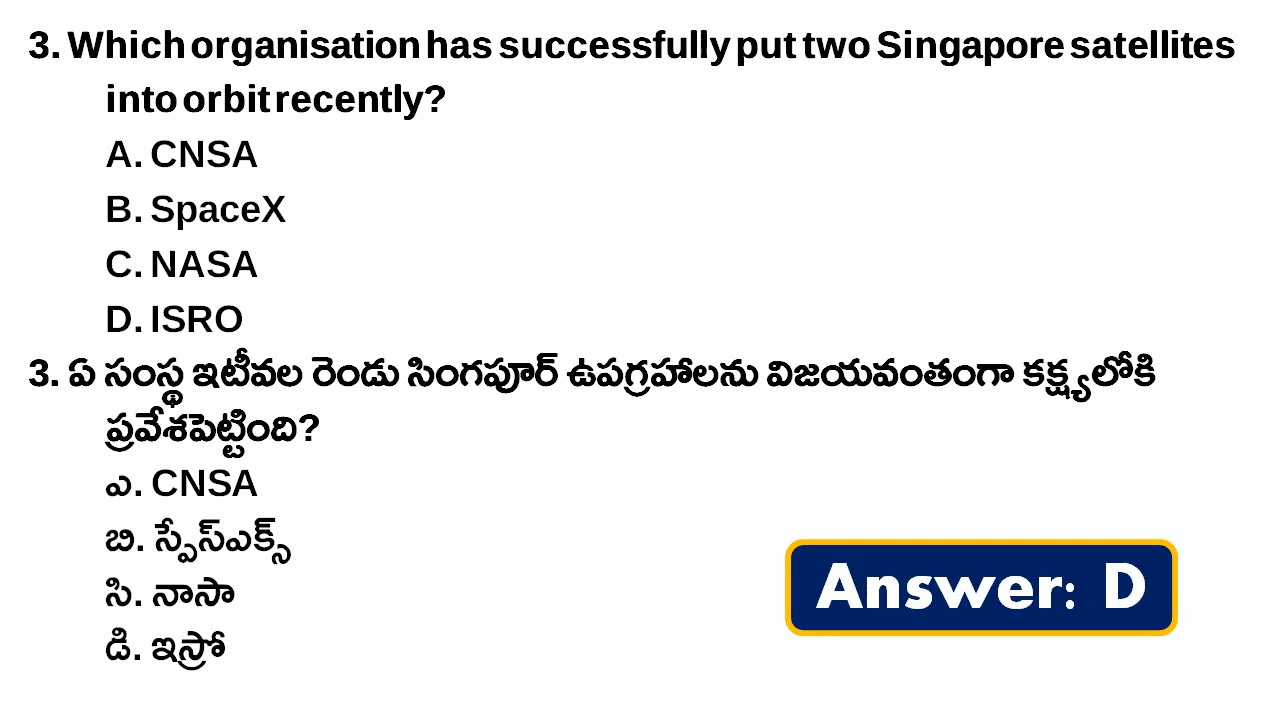 3. Which organisation has successfully put two Singapore satellites
into orbit recently?
A. CNSA
B. SpaceX
C. NASA
D. ISRO
3. ఏ సంస్థ ఇటీవల రెండు సింగపూర్ ఉపగ్రహాలను విజయవంతంగా కక్ష్యలోకి
ప్రవేశపెట్టింది?
ఎ. CNSA
బి. స్పేస్ఎక్స్
సి. నాసా
డి. ఇస్రో
Answer: D